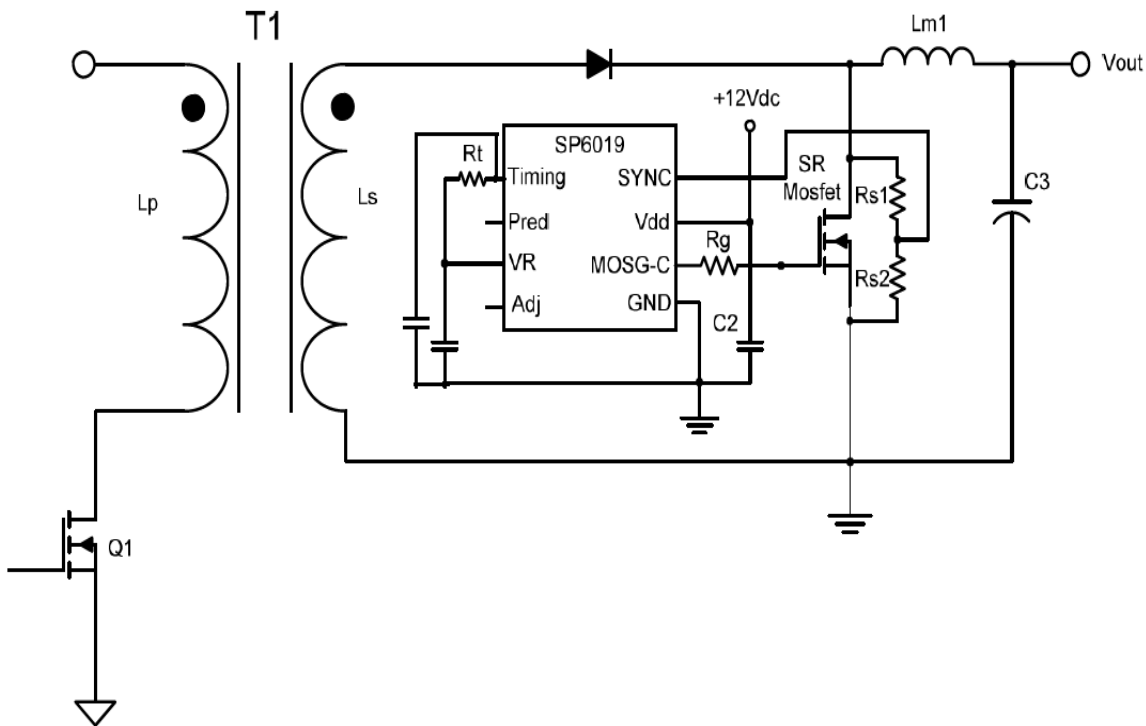 T1
Lm1
Vout
+12Vdc
SP6019
Rt
Timing
SYNC
SR
Mosfet
Rs1
C3
Lp
Ls
Pred
Vdd
Rg
VR
MOSG-C
Rs2
Adj
GND
C2
Q1